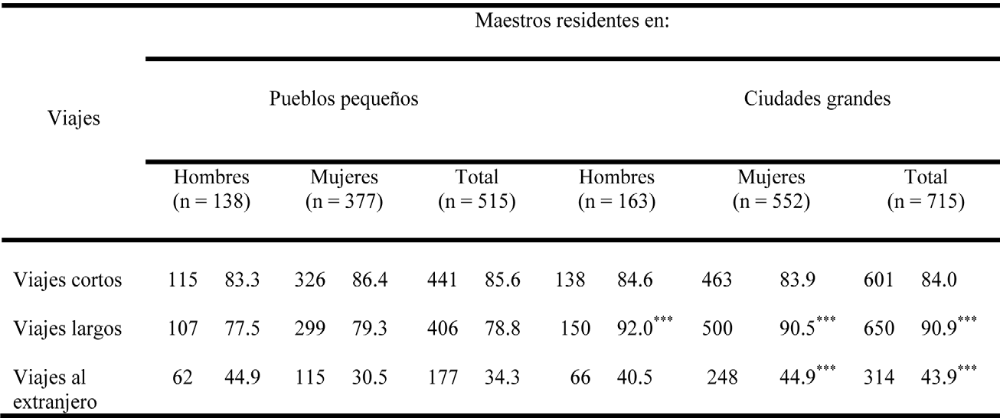 Maestros residentes en:
Viajes
Pueblos pequeños Ciudades grandes
Hombres Mujeres Total Hombres Mujeres Total
(n = 138) (n = 377) (n = 515) (n = 163) (n = 552) (n = 715)
Viajes cortos 115 83.3 326 86.4 441 85.6 138 84.6 463 83.9 601 84.0
Viajes largos 107 77.5 299 79.3 406 78.8 150 92.0*** 500 90.5*** 650 90.9***
Viajes al 62 44.9 115 30.5 177 34.3 66 40.5 248 44.9*** 314 43.9***
extranjero